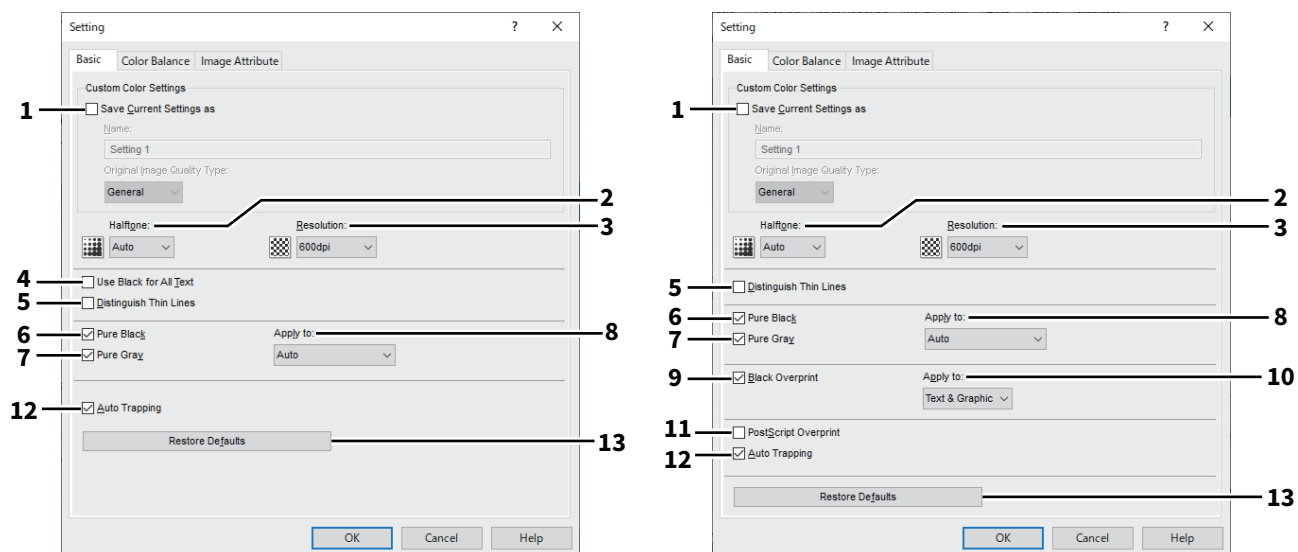 Setting ? ×
Basic Color Balance Image Attribute
Custom Color Settings
1 Save Current Settings as
Name:
Setting 1
Original Image Quality Type:
General
2
Halftone: Resolution: 3
Auto 600dpi
4 Use Black for All Text
5 Distinguish Thin Lines
6 Pure Black Apply to: 8
7 Pure Gray Auto
12 Auto Trapping
Restore Defaults 13
OK Cancel Help
Setting ? ×
Basic Color Balance Image Attribute
Custom Color Settings
1 Save Current Settings as
Name:
Setting 1
Original Image Quality Type:
General
2
Halftone: Resolution: 3
Auto 600dpi
5 Distinguish Thin Lines
6 Pure Black Apply to: 8
7 Pure Gray Auto
9 Black Overprint Apply to: 10
Text & Graphic
11 PostScript Overprint
12 Auto Trapping
Restore Defaults 13
OK Cancel Help